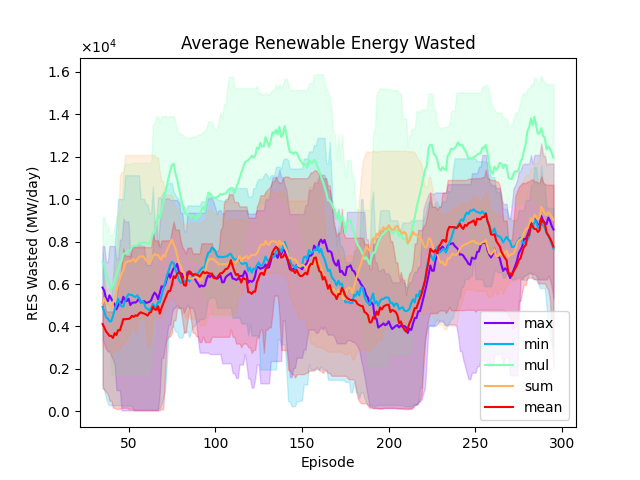 Average Renewable Energy Wasted
×10⁴
RES Wasted (MW/day)
1.6
1.4
1.2
1.0
0.8
0.6
0.4
0.2
0.0
50 100 150 200 250 300
Episode
max
min
mul
sum
mean